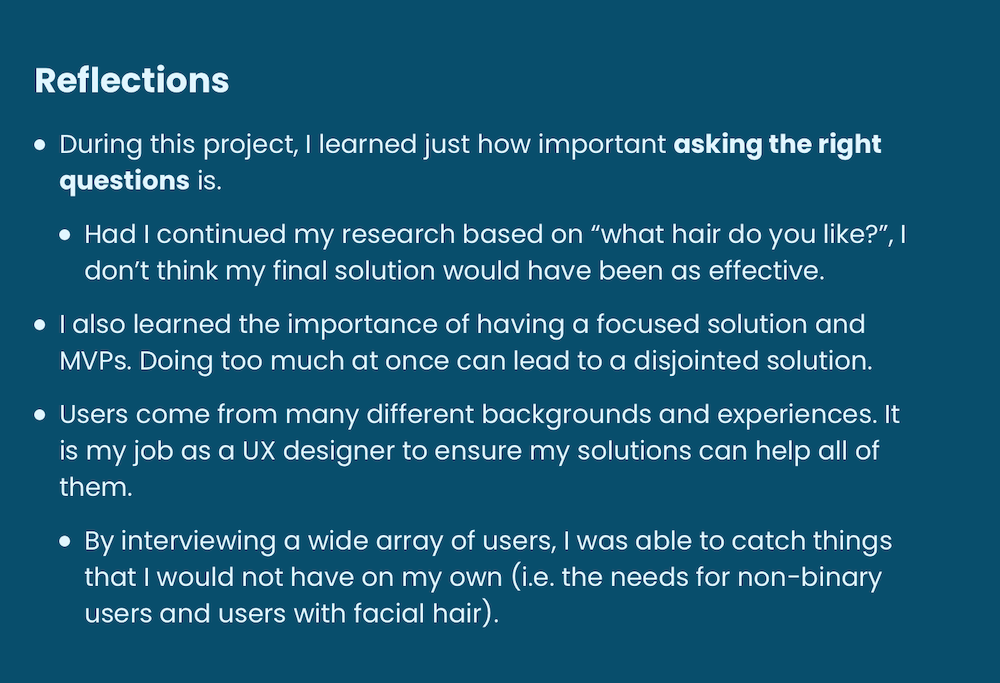 Reflections
• During this project, I learned just how important asking the right
questions is.
• Had I continued my research based on “what hair do you like?”, I
don’t think my final solution would have been as effective.
• I also learned the importance of having a focused solution and
MVPs. Doing too much at once can lead to a disjointed solution.
• Users come from many different backgrounds and experiences. It
is my job as a UX designer to ensure my solutions can help all of
them.
• By interviewing a wide array of users, I was able to catch things
that I would not have on my own (i.e. the needs for non-binary
users and users with facial hair).